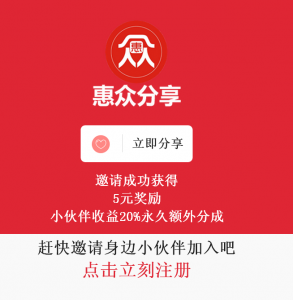 惠
惠众分享
立即分享
邀请成功获得
5元奖励
小伙伴收益20%永久额外分成
赶快邀请身边小伙伴加入吧
点击立刻注册